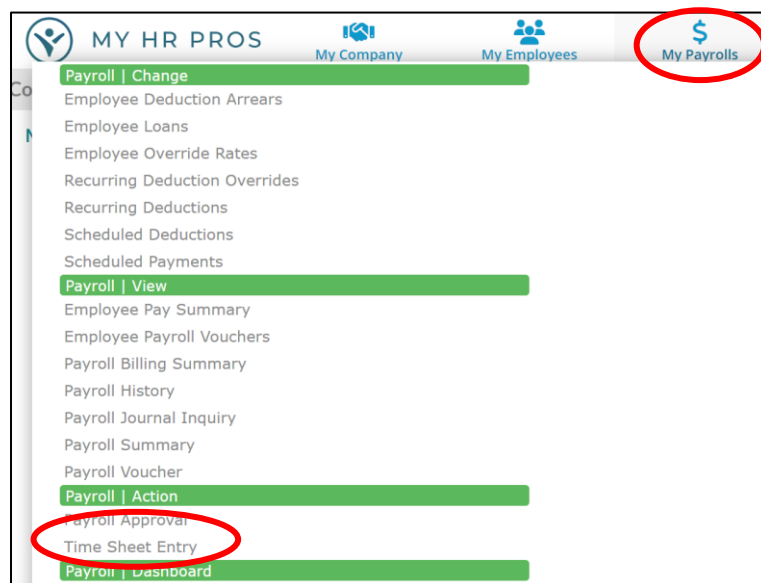 MY HR PROS
My Company
My Employees
My Payrolls
Co
Payroll | Change
Employee Deduction Arrears
Employee Loans
Employee Override Rates
Recurring Deduction Overrides
Recurring Deductions
Scheduled Deductions
Scheduled Payments
Payroll | View
Employee Pay Summary
Employee Payroll Vouchers
Payroll Billing Summary
Payroll History
Payroll Journal Inquiry
Payroll Summary
Payroll Voucher
Payroll | Action
Payroll Approval
Time Sheet Entry
Payroll | Dashboard